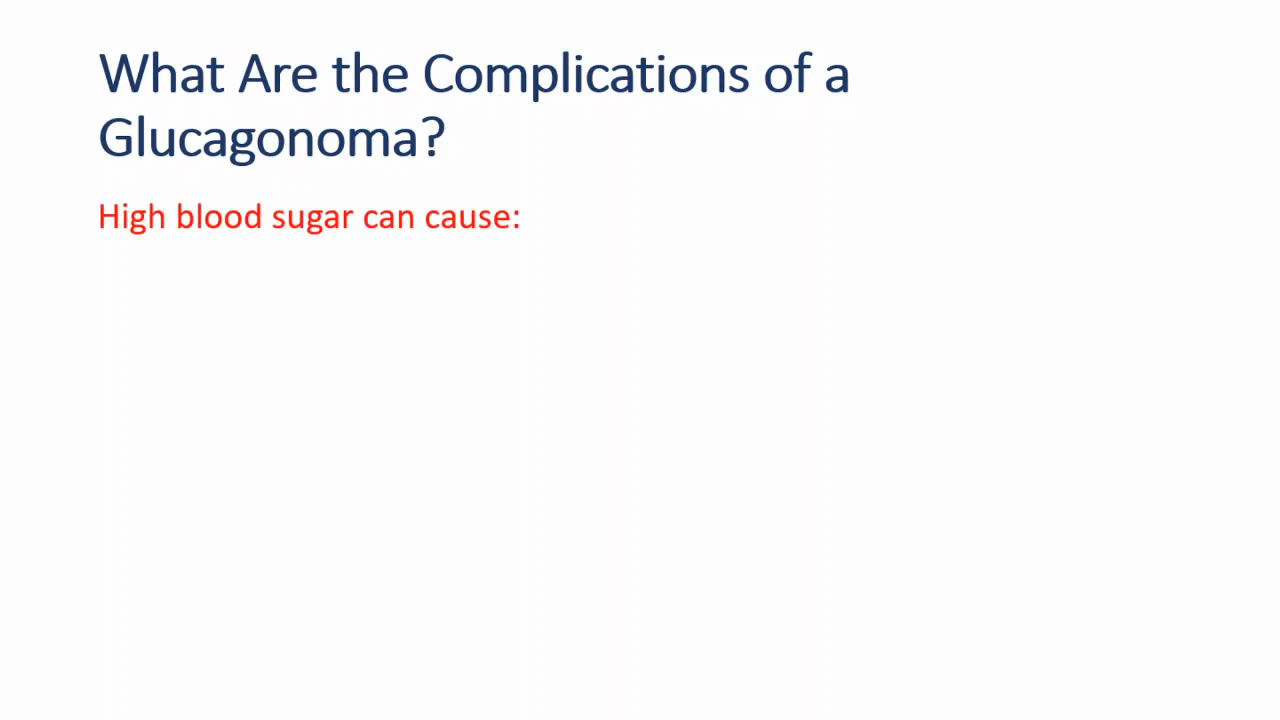 What Are the Complications of a
Glucagonoma?
High blood sugar can cause: